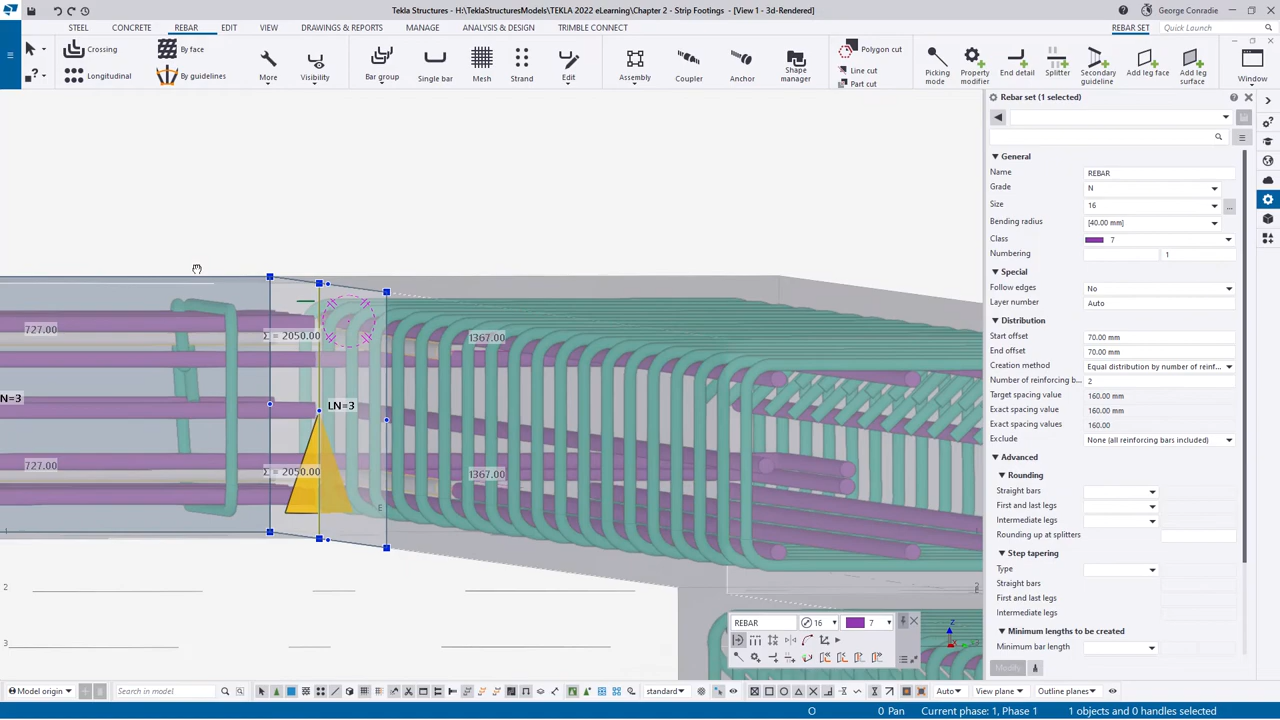 Tekla Structures - H:\TeklaStructuresModels\TEKLA 2022 eLearning\Chapter 2 - Strip Footings - [View 1 - 3d-Rendered]
George Conradie
STEEL CONCRETE REBAR EDIT VIEW DRAWINGS & REPORTS MANAGE ANALYSIS & DESIGN TRIMBLE CONNECT REBAR SET Quick Launch
Crossing By face Polygon cut
Longitudinal By guidelines Line cut
Part cut
More Visibility Bar group Single bar Mesh Strand Edit Assembly Coupler Anchor Shape manager Picking mode Property modifier End detail Splitter Secondary guideline Add leg face Add leg surface Window
Rebar set (1 selected)
General
Name REBAR
Grade N
Size 16 ...
Bending radius [40.00 mm]
Class 7
Numbering 1
Special
Follow edges No
Layer number Auto
Distribution
Start offset 70.00 mm
End offset 70.00 mm
Creation method Equal distribution by number of reinf...
Number of reinforcing b... 2
Target spacing value 160.00 mm
Exact spacing value 160.00 mm
Exact spacing values 160.00
Exclude None (all reinforcing bars included)
Advanced
Rounding
Straight bars
First and last legs
Intermediate legs
Rounding up at splitters
Step tapering
Type
Straight bars
First and last legs
Intermediate legs
Minimum lengths to be created
Minimum bar length
Modify
727.00 Σ = 2050.00 1367.00
N=3 LN=3
727.00 Σ = 2050.00 1367.00
E
1
2
3
REBAR 16 7
Z
Model origin Search in model standard Auto View plane Outline planes
O 0 Pan Current phase: 1, Phase 1 1 objects and 0 handles selected